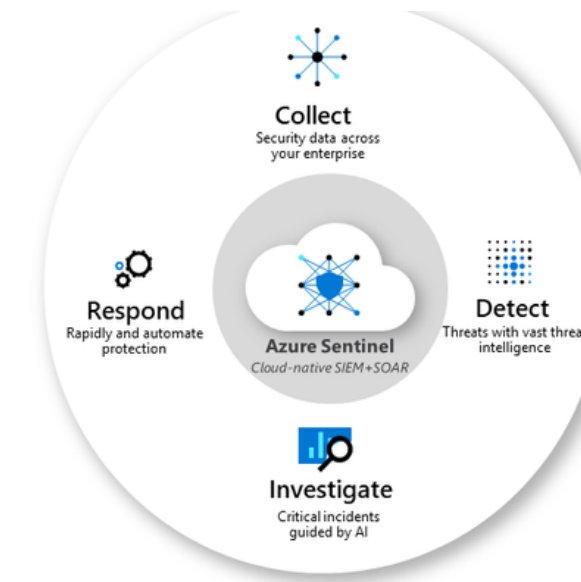 Collect
Security data across
your enterprise
Respond
Rapidly and automate
protection
Azure Sentinel
Cloud-native SIEM+SOAR
Detect
Threats with vast threa
intelligence
Investigate
Critical incidents
guided by AI